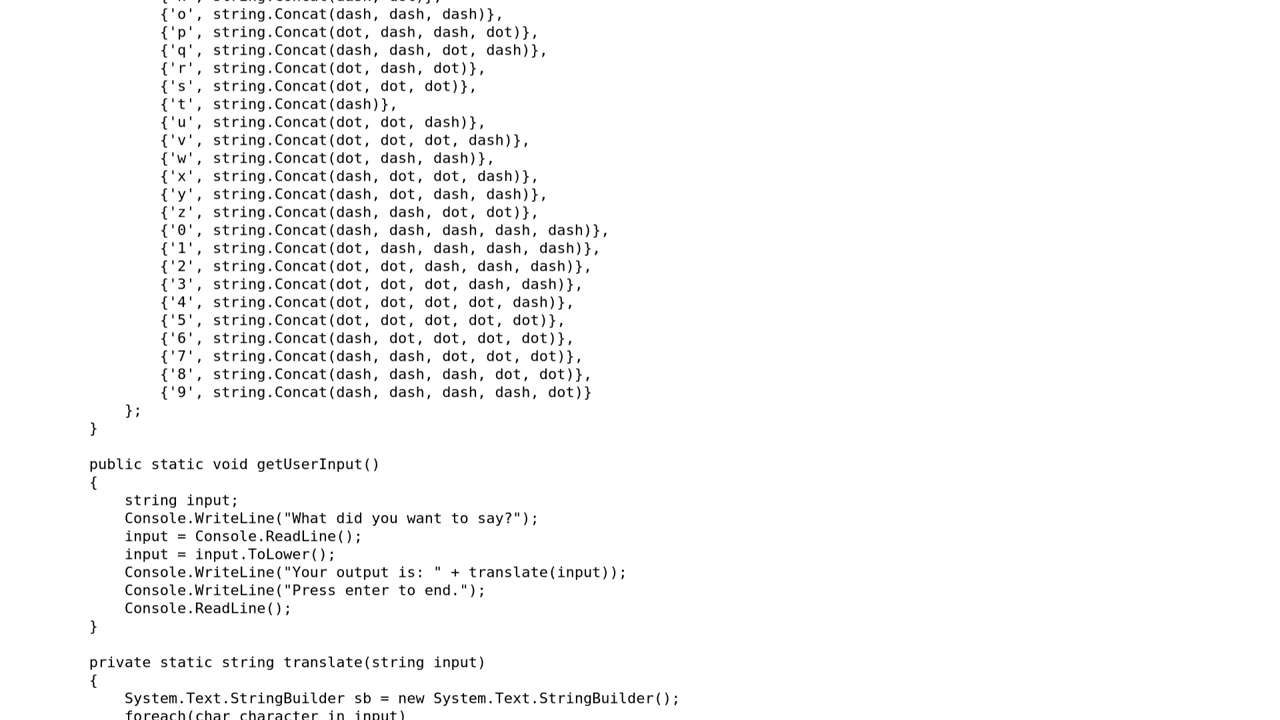 {'o', string.Concat(dash, dash, dash)},
{'p', string.Concat(dot, dash, dash, dot)},
{'q', string.Concat(dash, dash, dot, dash)},
{'r', string.Concat(dot, dash, dot)},
{'s', string.Concat(dot, dot, dot)},
{'t', string.Concat(dash)},
{'u', string.Concat(dot, dot, dash)},
{'v', string.Concat(dot, dot, dot, dash)},
{'w', string.Concat(dot, dash, dash)},
{'x', string.Concat(dash, dot, dot, dash)},
{'y', string.Concat(dash, dot, dash, dash)},
{'z', string.Concat(dash, dash, dot, dot)},
{'0', string.Concat(dash, dash, dash, dash, dash)},
{'1', string.Concat(dot, dash, dash, dash, dash)},
{'2', string.Concat(dot, dot, dash, dash, dash)},
{'3', string.Concat(dot, dot, dot, dash, dash)},
{'4', string.Concat(dot, dot, dot, dot, dash)},
{'5', string.Concat(dot, dot, dot, dot, dot)},
{'6', string.Concat(dash, dot, dot, dot, dot)},
{'7', string.Concat(dash, dash, dot, dot, dot)},
{'8', string.Concat(dash, dash, dash, dot, dot)},
{'9', string.Concat(dash, dash, dash, dash, dot)}
};
}
public static void getUserInput()
{
string input;
Console.WriteLine("What did you want to say?");
input = Console.ReadLine();
input = input.ToLower();
Console.WriteLine("Your output is: " + translate(input));
Console.WriteLine("Press enter to end.");
Console.ReadLine();
}
private static string translate(string input)
{
System.Text.StringBuilder sb = new System.Text.StringBuilder();
foreach(char character in input)